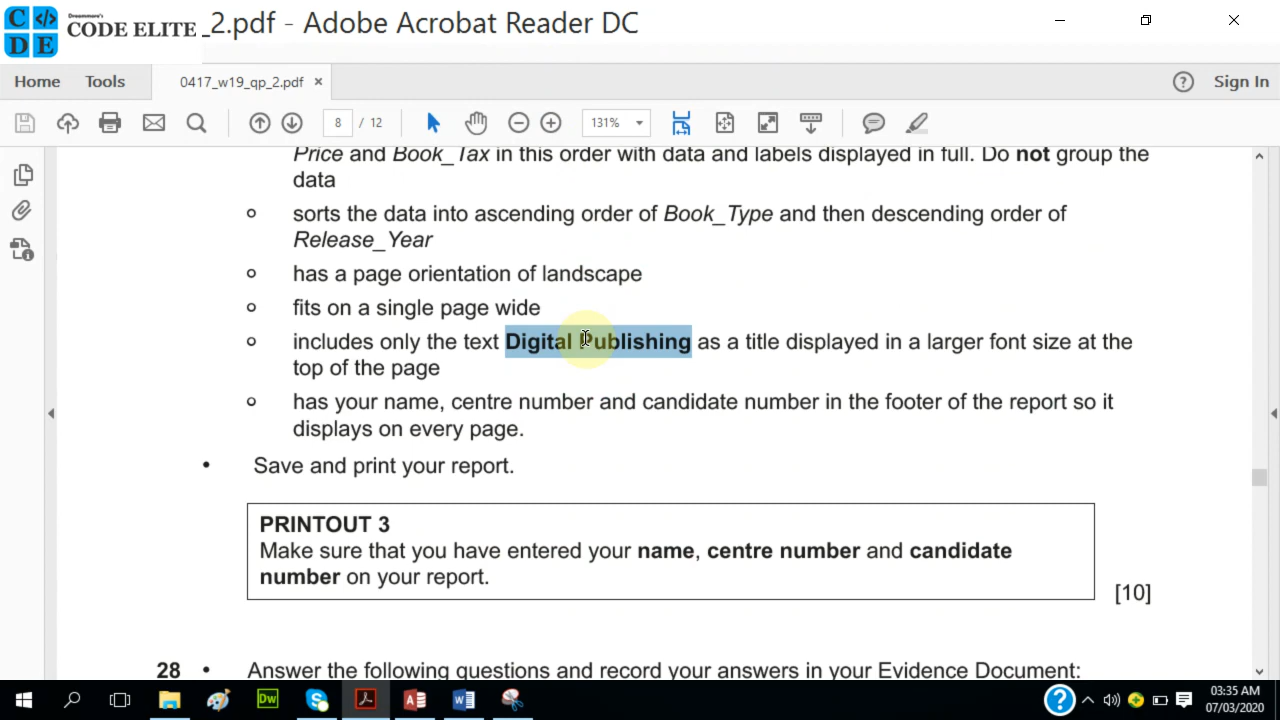 Dreammore's
CODE ELITE
C </>
D E
_2.pdf - Adobe Acrobat Reader DC
Home Tools 0417_w19_qp_2.pdf × ? Sign In
8 / 12 131%
Price and Book_Tax in this order with data and labels displayed in full. Do not group the
data
o sorts the data into ascending order of Book_Type and then descending order of
Release_Year
o has a page orientation of landscape
o fits on a single page wide
o includes only the text Digital Publishing as a title displayed in a larger font size at the
top of the page
o has your name, centre number and candidate number in the footer of the report so it
displays on every page.
• Save and print your report.
PRINTOUT 3
Make sure that you have entered your name, centre number and candidate
number on your report.
[10]
28 • Answer the following questions and record your answers in your Evidence Document:
Dw
03:35 AM
07/03/2020